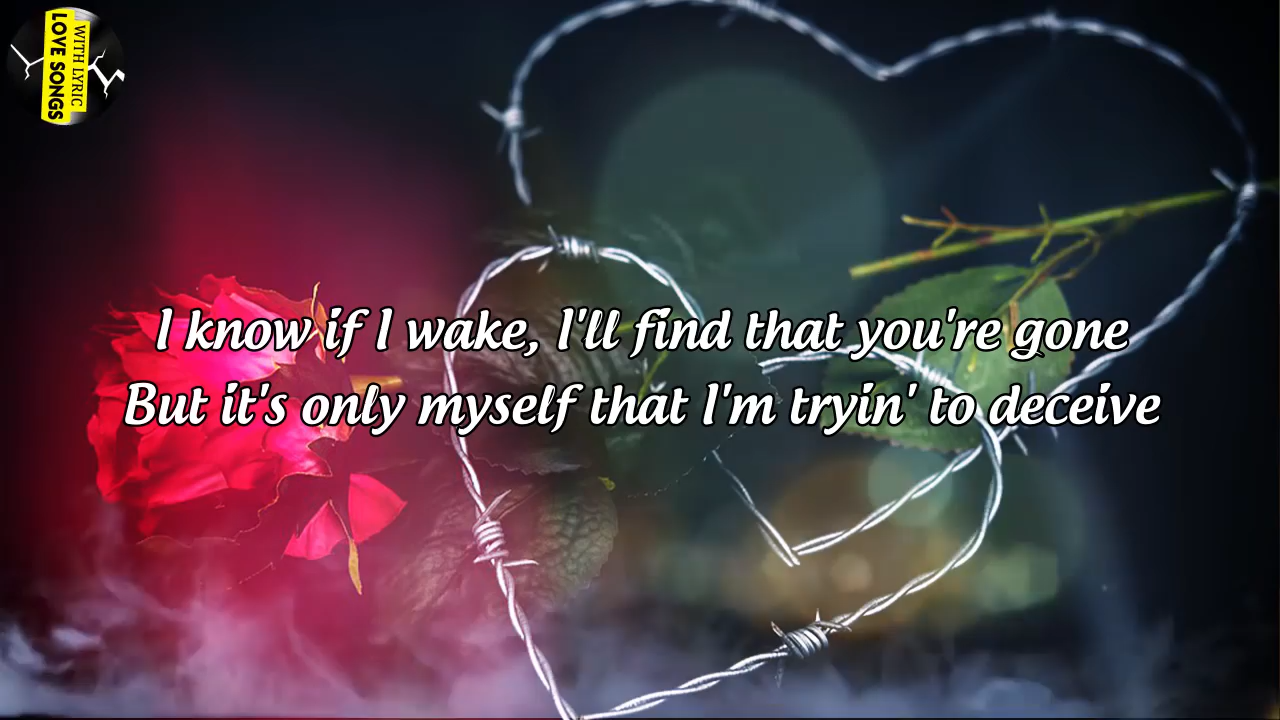 WITH LYRIC
LOVE SONGS
I know if I wake, I'll find that you're gone
But it's only myself that I'm tryin' to deceive